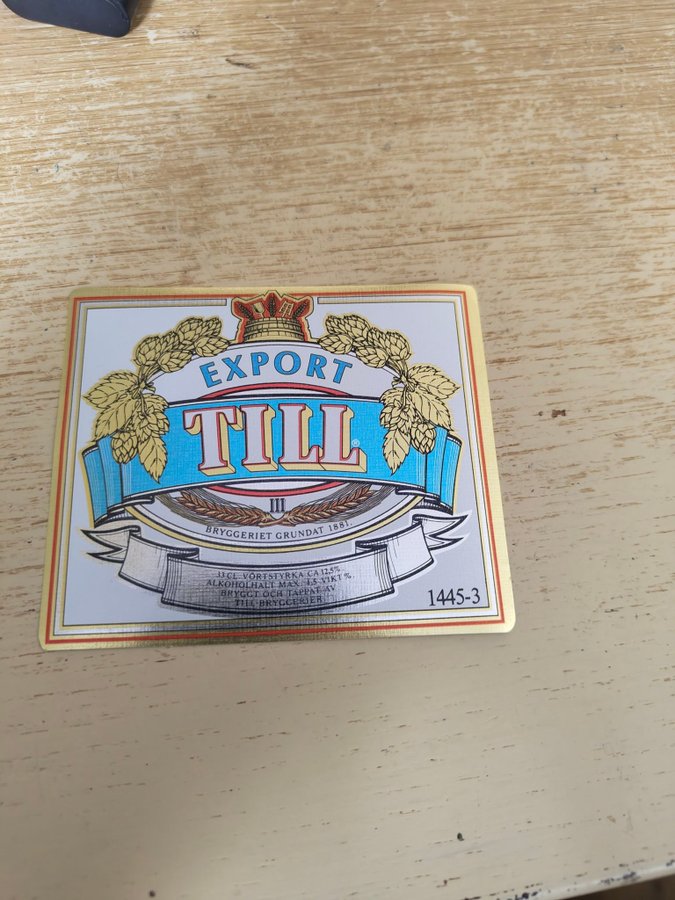 EXPORT
TILL®
III
BRYGGERIET GRUNDAT 1881.
33 CL. VÖRTSTYRKA CA 12,5%
ALKOHOLHALT MAX. 4,5 VIKT %
BRYGGT OCH TAPPAT AV
TILL BRYGGERIER
1445-3